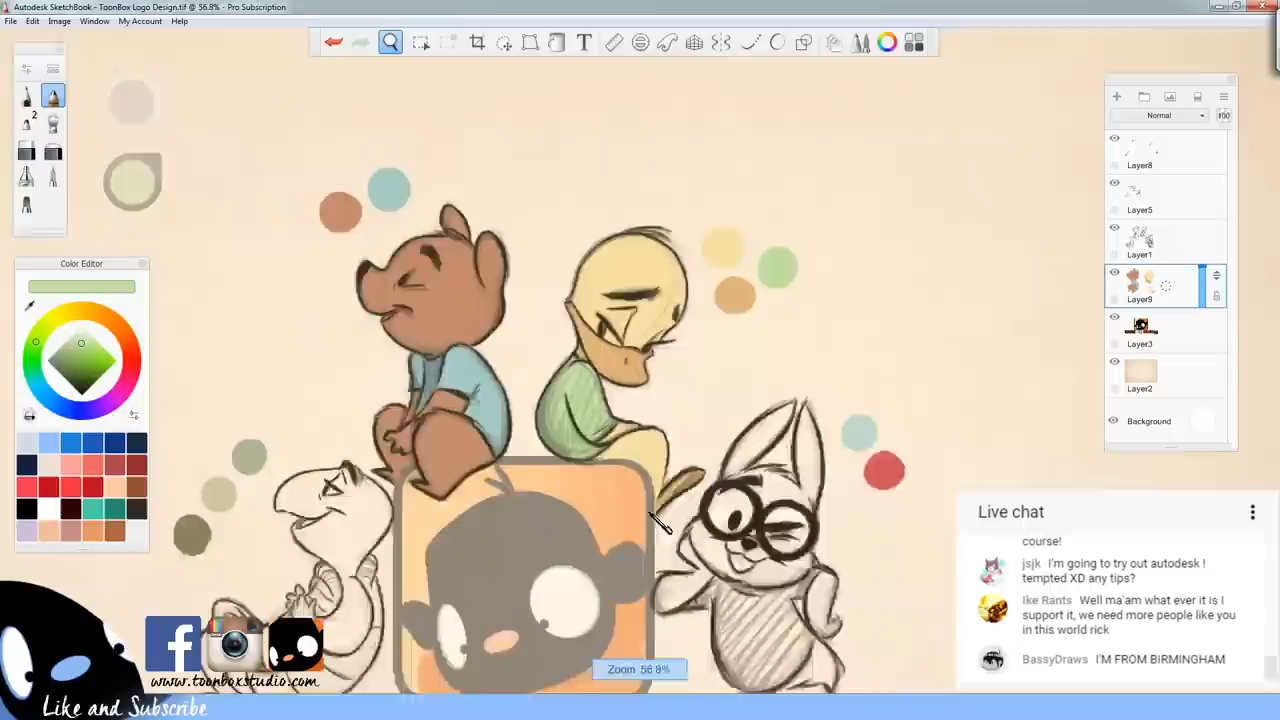 Autodesk SketchBook - ToonBox Logo Design.tif @ 56.8% - Pro Subscription
File Edit Image Window My Account Help
2
Normal
100
Layer8
Layer5
Layer1
Layer9
Layer3
Layer2
Background
Color Editor
Live chat
course!
jsjk I'm going to try out autodesk !
tempted XD any tips?
Ike Rants Well ma'am what ever it is I
support it, we need more people like you
in this world rick
BassyDraws I'M FROM BIRMINGHAM
Zoom 56.8%
www.toonboxstudio.com
Like and Subscribe